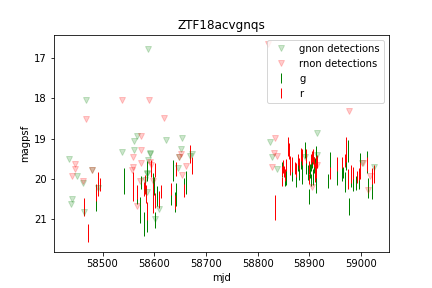 ZTF18acvgnqs
gnon detections
rnon detections
g
r
magpsf
17
18
19
20
21
58500 58600 58700 58800 58900 59000
mjd